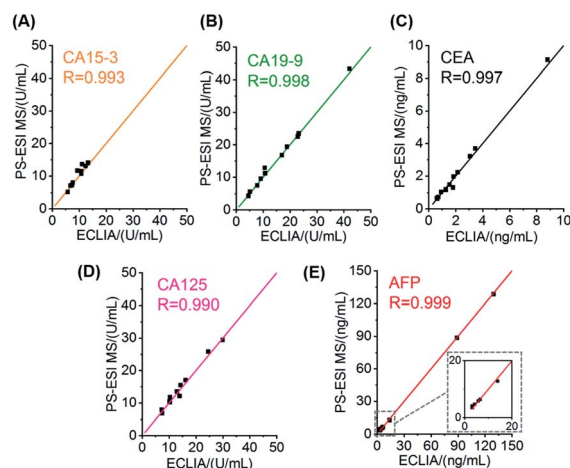 (A)
CA15-3
R=0.993
PS-ESI MS/(U/mL)
50
40
30
20
10
0
0 10 20 30 40 50
ECLIA/(U/mL)
(B)
CA19-9
R=0.998
PS-ESI MS/(U/mL)
50
40
30
20
10
0
0 10 20 30 40 50
ECLIA/(U/mL)
(C)
CEA
R=0.997
PS-ESI MS/(ng/mL)
10
8
6
4
2
0
0 2 4 6 8 10
ECLIA/(ng/mL)
(D)
CA125
R=0.990
PS-ESI MS/(U/mL)
50
40
30
20
10
0
0 10 20 30 40 50
ECLIA/(U/mL)
(E)
AFP
R=0.999
PS-ESI MS/(ng/mL)
150
120
90
60
30
0
0 30 60 90 120 150
ECLIA/(ng/mL)
20
0
0 20